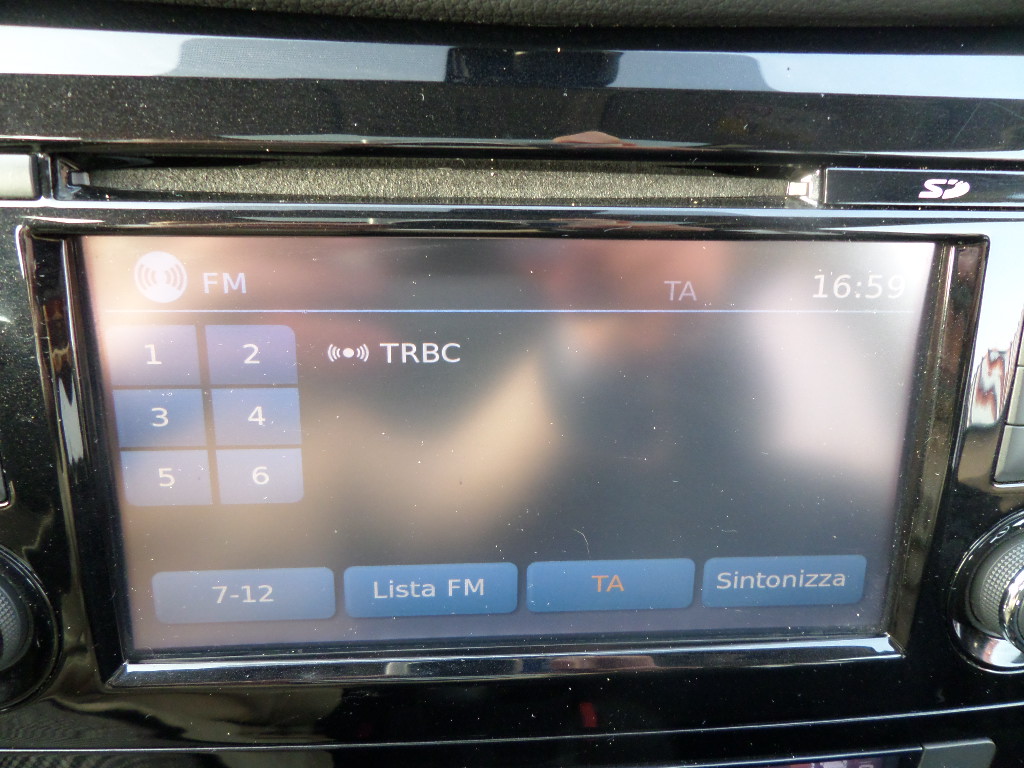 SD
FM TA 16:59
1 2 TRBC
3 4
5 6
7-12 Lista FM TA Sintonizza